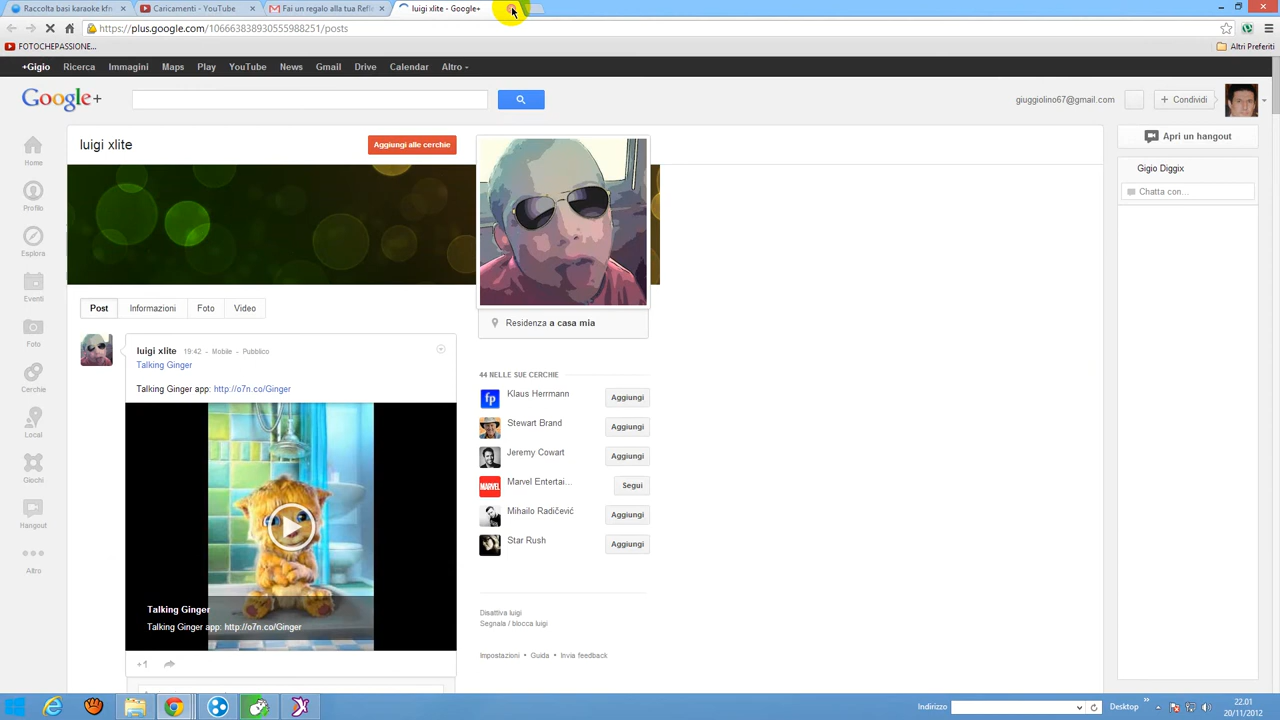 Raccolta basi karaoke kfn
Caricamenti - YouTube
Fai un regalo alla tua Refle
luigi xlite - Google+
https://plus.google.com/106663838930555988251/posts
FOTOCHEPASSIONE...
Altri Preferiti
+Gigio Ricerca Immagini Maps Play YouTube News Gmail Drive Calendar Altro
Google+
giuggiolino67@gmail.com
+ Condividi
Home
Profilo
Esplora
Eventi
Foto
Cerchie
Local
Giochi
Hangout
Altro
luigi xlite
Aggiungi alle cerchie
Post Informazioni Foto Video
luigi xlite 19:42 - Mobile - Pubblico
Talking Ginger
Talking Ginger app: http://o7n.co/Ginger
Talking Ginger
Talking Ginger app: http://o7n.co/Ginger
+1
Residenza a casa mia
44 NELLE SUE CERCHIE
fp Klaus Herrmann Aggiungi
Stewart Brand Aggiungi
Jeremy Cowart Aggiungi
MARVEL Marvel Entertai... Segui
Mihailo Radičević Aggiungi
Star Rush Aggiungi
Disattiva luigi
Segnala / blocca luigi
Impostazioni • Guida • Invia feedback
Apri un hangout
Gigio Diggix
Chatta con...
Indirizzo
Desktop
22.01
20/11/2012